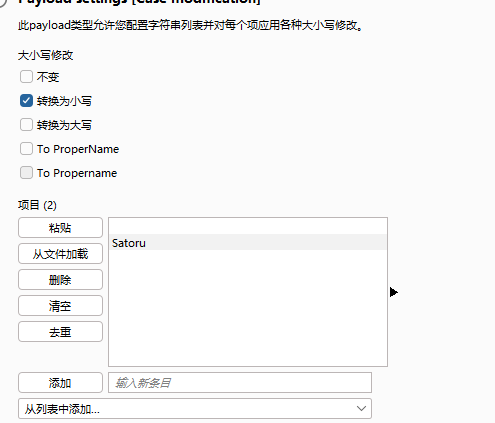 Payload settings [Case modification]
此payload类型允许您配置字符串列表并对每个项应用各种大小写修改。
大小写修改
不变
转换为小写
转换为大写
To ProperName
To Propername
项目 (2)
粘贴
从文件加载
删除
清空
去重
Satoru
添加
输入新条目
从列表中添加...